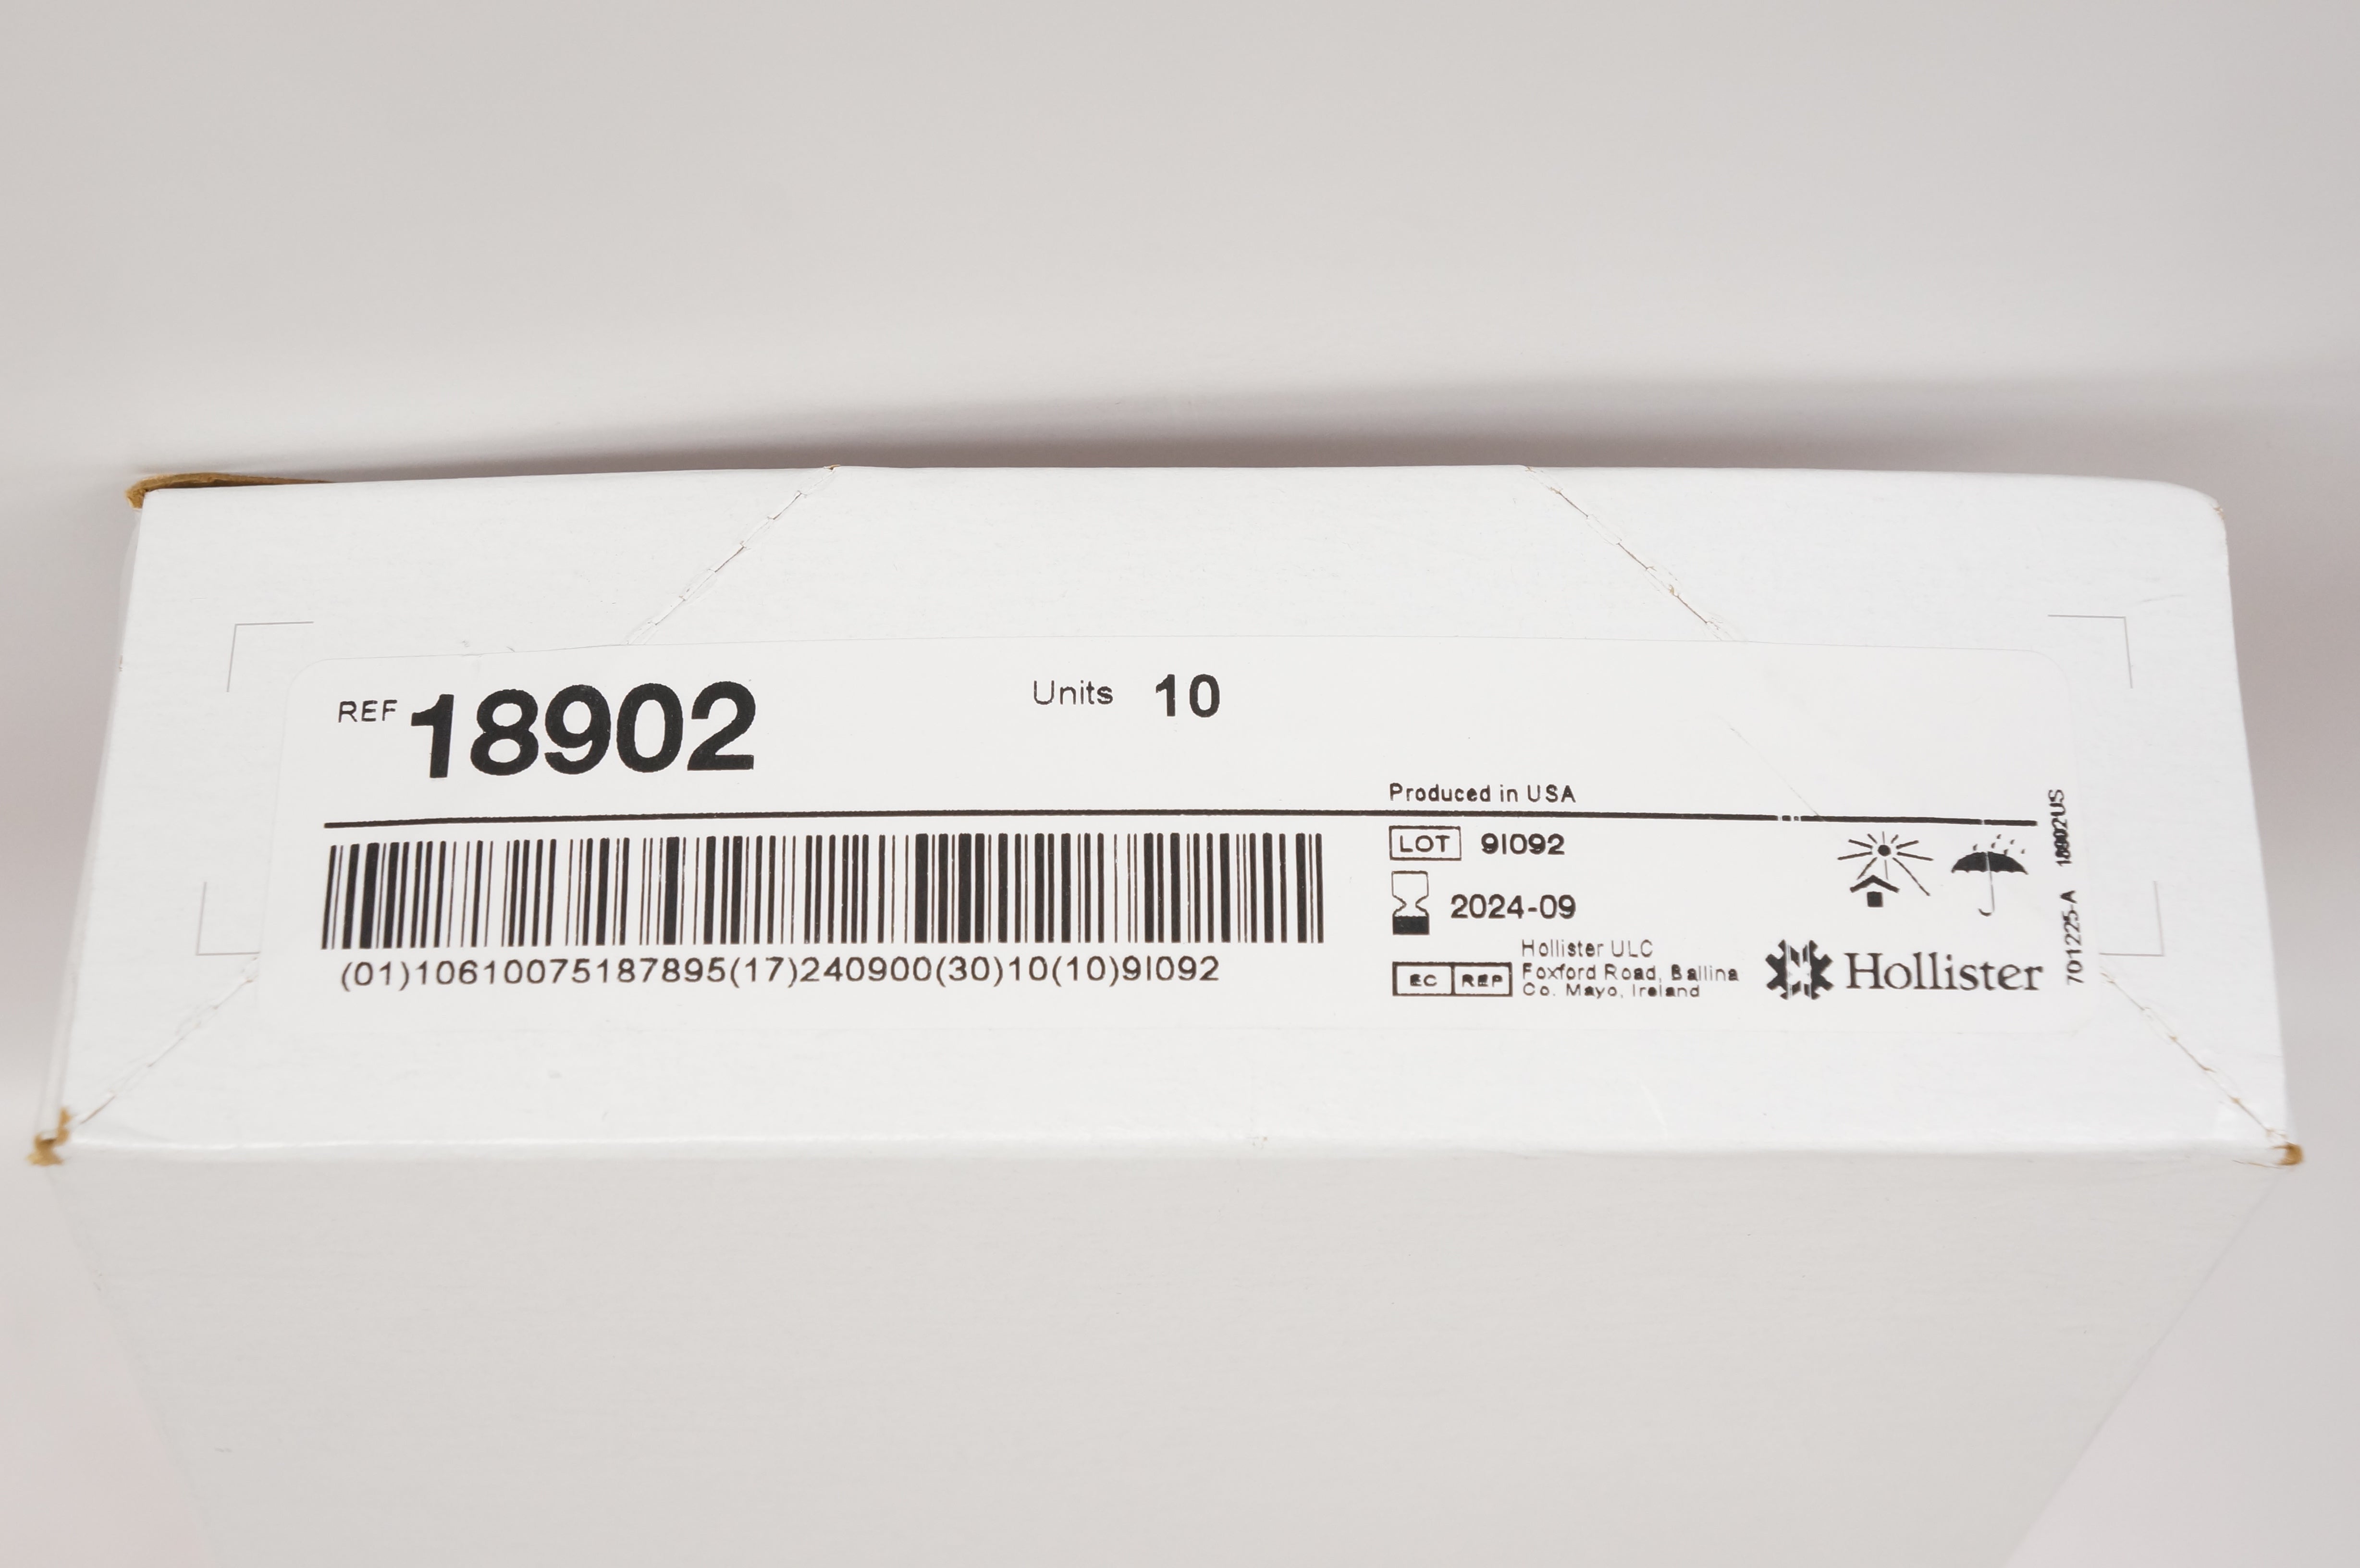 REF 18902
Units 10
Produced in USA
LOT 9I092
2024-09
(01)10610075187895(17)240900(30)10(10)9I092
EC REP
Hollister ULC
Foxford Road, Ballina
Co. Mayo, Ireland
Hollister
701225-A 18902US